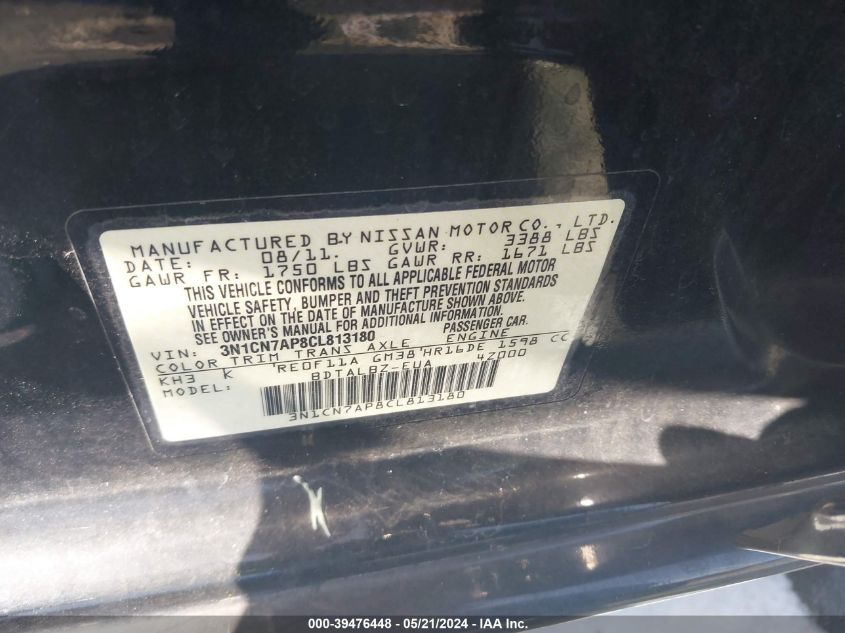 MANUFACTURED BY NISSAN MOTOR CO., LTD.
DATE: 08/11. GVWR: 3388 LBS
GAWR FR: 1750 LBS GAWR RR: 1671 LBS
THIS VEHICLE CONFORMS TO ALL APPLICABLE FEDERAL MOTOR
VEHICLE SAFETY, BUMPER AND THEFT PREVENTION STANDARDS
IN EFFECT ON THE DATE OF MANUFACTURE SHOWN ABOVE.
SEE OWNER'S MANUAL FOR ADDITIONAL INFORMATION
VIN: 3N1CN7AP8CL813180 PASSENGER CAR.
COLOR TRIM TRANS AXLE ENGINE
KH3 K RE0F11A GM38 HR16DE 1598 CC
MODEL: BDTALBZ-EUA 42000
3N1CN7AP8CL813180
000-39476448 - 05/21/2024 - IAA Inc.